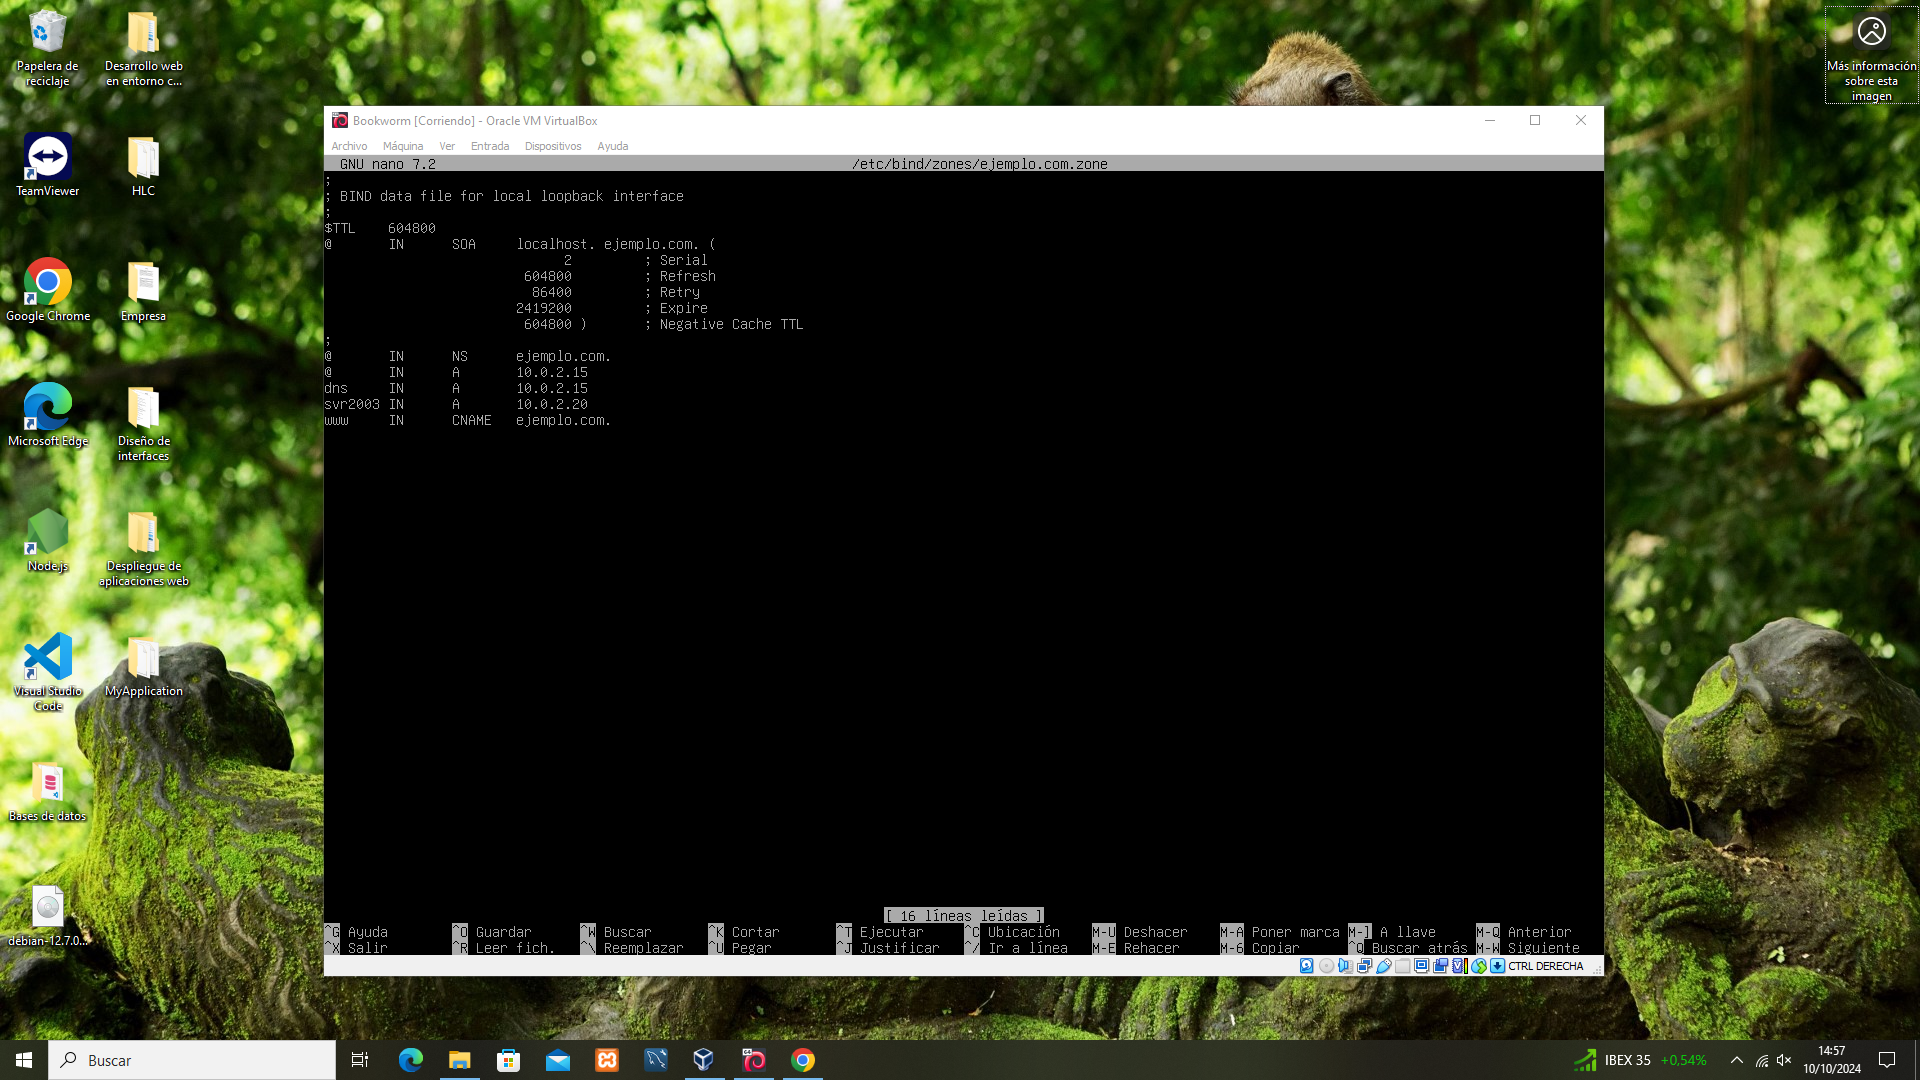 Papelera de reciclaje
Desarrollo web en entorno c...
TeamViewer
HLC
Google Chrome
Empresa
Microsoft Edge
Diseño de interfaces
Node.js
Despliegue de aplicaciones web
Visual Studio Code
MyApplication
Bases de datos
debian-12.7.0...
Más información sobre esta imagen
Bookworm [Corriendo] - Oracle VM VirtualBox
Archivo Máquina Ver Entrada Dispositivos Ayuda
GNU nano 7.2 /etc/bind/zones/ejemplo.com.zone
;
; BIND data file for local loopback interface
;
$TTL 604800
@ IN SOA localhost. ejemplo.com. (
2 ; Serial
604800 ; Refresh
86400 ; Retry
2419200 ; Expire
604800 ) ; Negative Cache TTL
;
@ IN NS ejemplo.com.
@ IN A 10.0.2.15
dns IN A 10.0.2.15
svr2003 IN A 10.0.2.20
www IN CNAME ejemplo.com.
[ 16 líneas leídas ]
^G Ayuda ^O Guardar ^W Buscar ^K Cortar ^T Ejecutar ^C Ubicación M-U Deshacer M-A Poner marca M-] A llave M-Q Anterior
^X Salir ^R Leer fich. ^\ Reemplazar ^U Pegar ^J Justificar ^/ Ir a línea M-E Rehacer M-6 Copiar ^Q Buscar atrás M-W Siguiente
CTRL DERECHA
Buscar
IBEX 35 +0,54%
14:57
10/10/2024